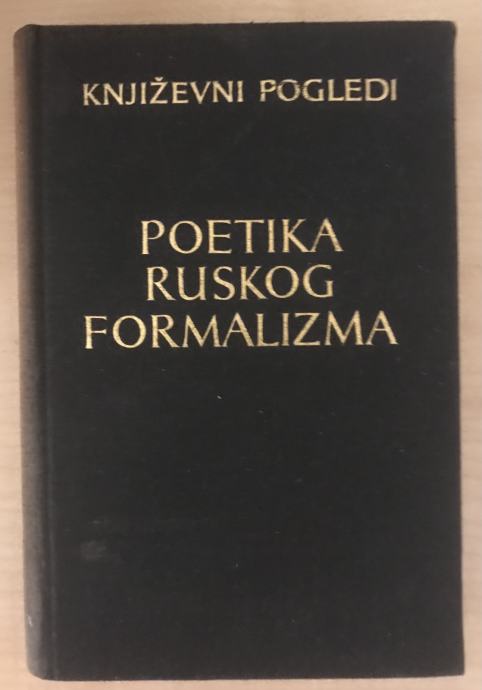 KNJIŽEVNI POGLEDI
POETIKA
RUSKOG
FORMALIZMA